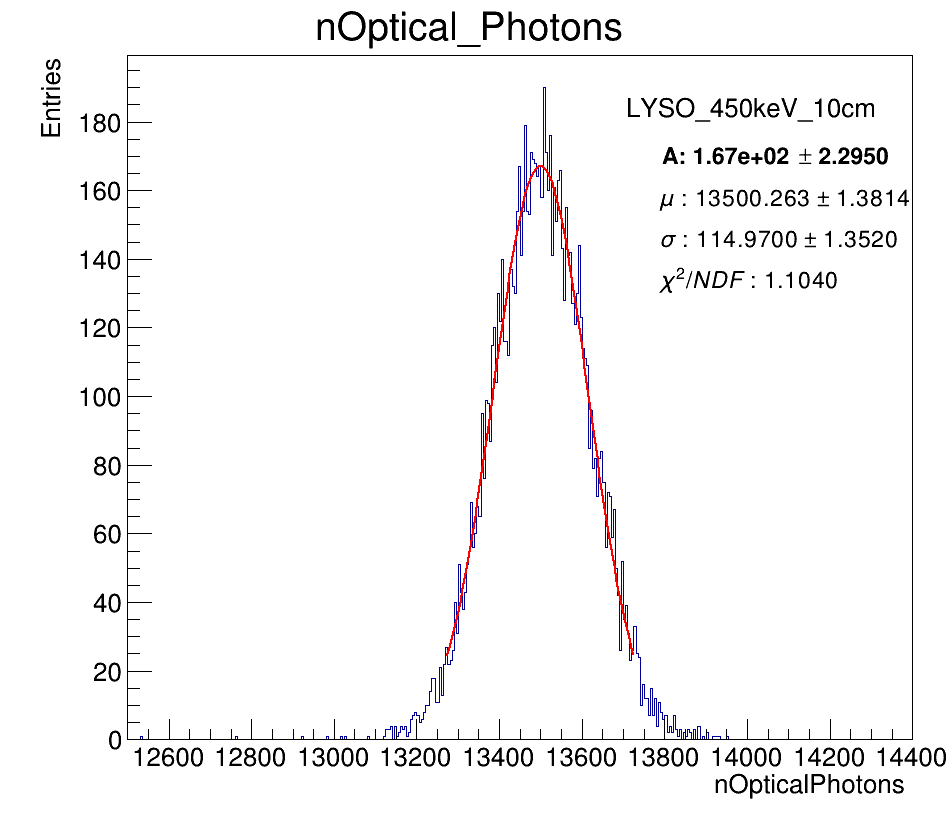 nOptical_Photons
Entries
LYSO_450keV_10cm
A: 1.67e+02 ± 2.2950
μ : 13500.263 ± 1.3814
σ : 114.9700 ± 1.3520
χ²/NDF : 1.1040
180
160
140
120
100
80
60
40
20
0
12600 12800 13000 13200 13400 13600 13800 14000 14200 14400
nOpticalPhotons